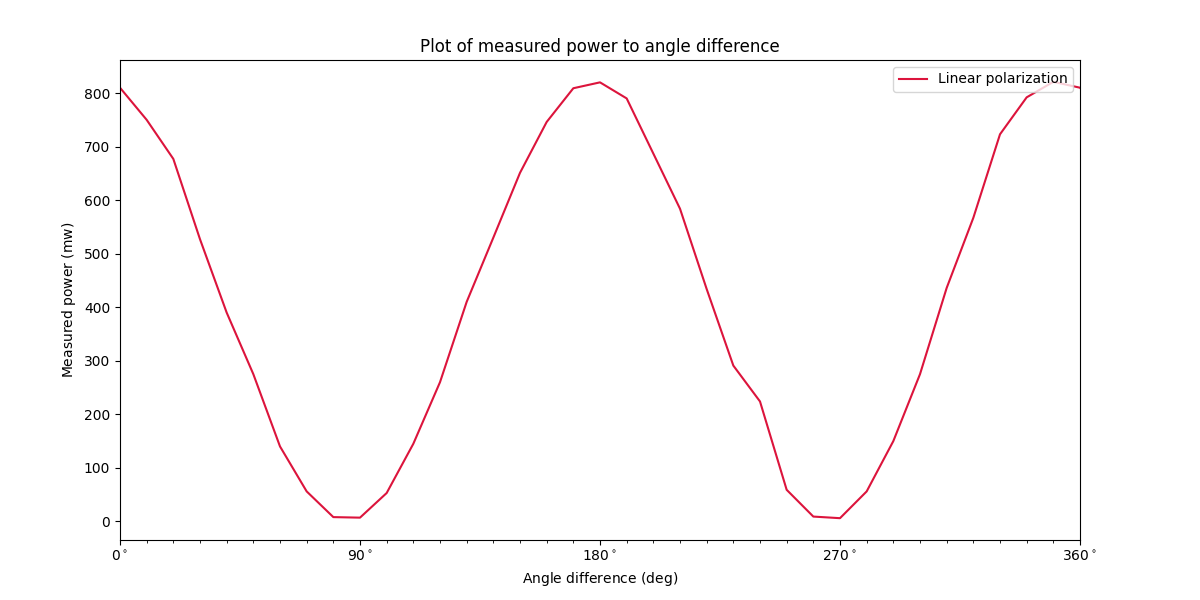 Plot of measured power to angle difference
Linear polarization
800
700
600
500
400
300
200
100
0
Measured power (mw)
0° 90° 180° 270° 360°
Angle difference (deg)